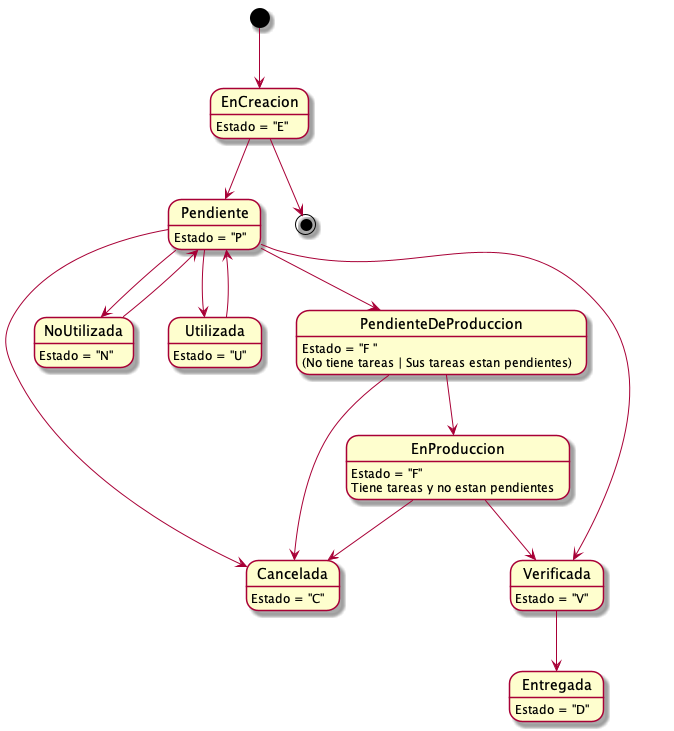 EnCreacion
Estado = "E"
Pendiente
Estado = "P"
NoUtilizada
Estado = "N"
Utilizada
Estado = "U"
PendienteDeProduccion
Estado = "F "
(No tiene tareas | Sus tareas estan pendientes)
EnProduccion
Estado = "F"
Tiene tareas y no estan pendientes
Cancelada
Estado = "C"
Verificada
Estado = "V"
Entregada
Estado = "D"